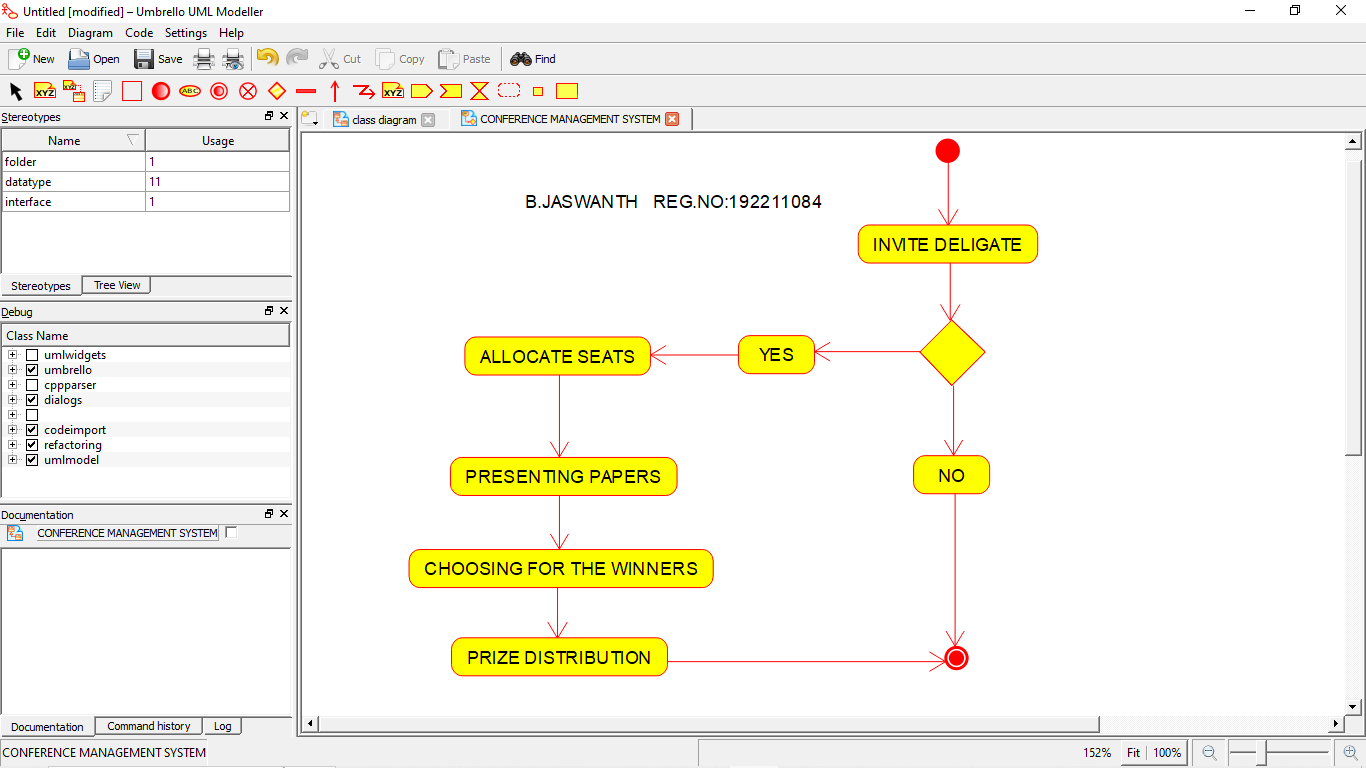 Untitled [modified] – Umbrello UML Modeller
File Edit Diagram Code Settings Help
New Open Save Cut Copy Paste Find
XYZ XYZ ABC XYZ
Stereotypes
class diagram CONFERENCE MANAGEMENT SYSTEM
Name Usage
folder 1
datatype 11
interface 1
Stereotypes Tree View
Debug
Class Name
umlwidgets
umbrello
cppparser
dialogs
codeimport
refactoring
umlmodel
Documentation
CONFERENCE MANAGEMENT SYSTEM
Documentation Command history Log
B.JASWANTH REG.NO:192211084
INVITE DELIGATE
YES
ALLOCATE SEATS
NO
PRESENTING PAPERS
CHOOSING FOR THE WINNERS
PRIZE DISTRIBUTION
CONFERENCE MANAGEMENT SYSTEM
152% Fit 100%